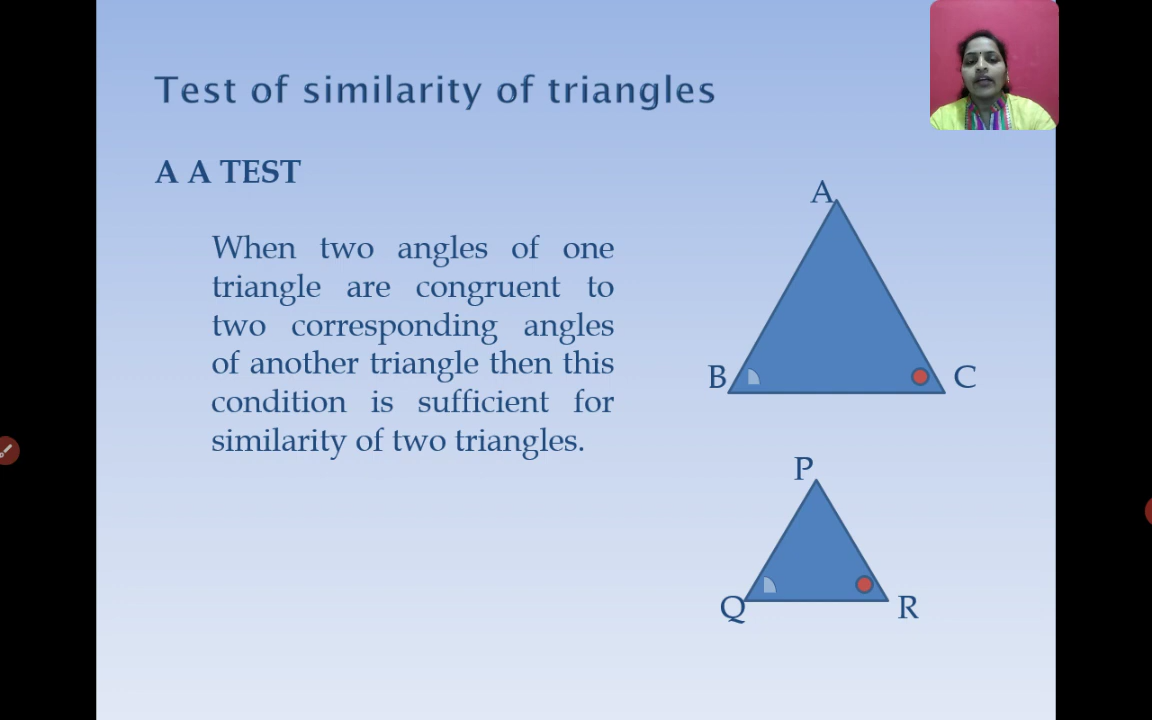 Test of similarity of triangles
A A TEST
When two angles of one
triangle are congruent to
two corresponding angles
of another triangle then this
condition is sufficient for
similarity of two triangles.
A
B
C
P
Q
R